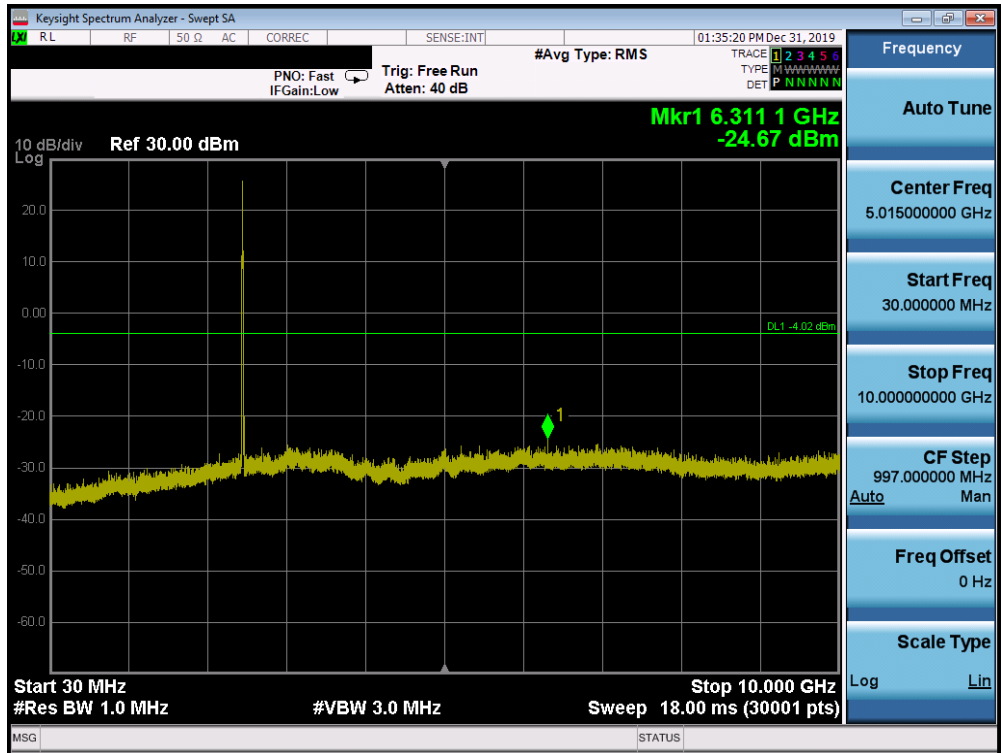 Keysight Spectrum Analyzer - Swept SA
LXI RL RF 50 Ω AC CORREC SENSE:INT 01:35:20 PM Dec 31, 2019
#Avg Type: RMS
TRACE 1 2 3 4 5 6
PNO: Fast Trig: Free Run
TYPE M W W W W W
IFGain:Low Atten: 40 dB
DET P N N N N N
Mkr1 6.311 1 GHz
-24.67 dBm
10 dB/div Ref 30.00 dBm
Log
20.0
10.0
0.00
DL1 -4.02 dBm
-10.0
-20.0
1
-30.0
-40.0
-50.0
-60.0
Start 30 MHz Stop 10.000 GHz
#Res BW 1.0 MHz #VBW 3.0 MHz Sweep 18.00 ms (30001 pts)
MSG STATUS
Frequency
Auto Tune
Center Freq
5.015000000 GHz
Start Freq
30.000000 MHz
Stop Freq
10.000000000 GHz
CF Step
997.000000 MHz
Auto Man
Freq Offset
0 Hz
Scale Type
Log Lin